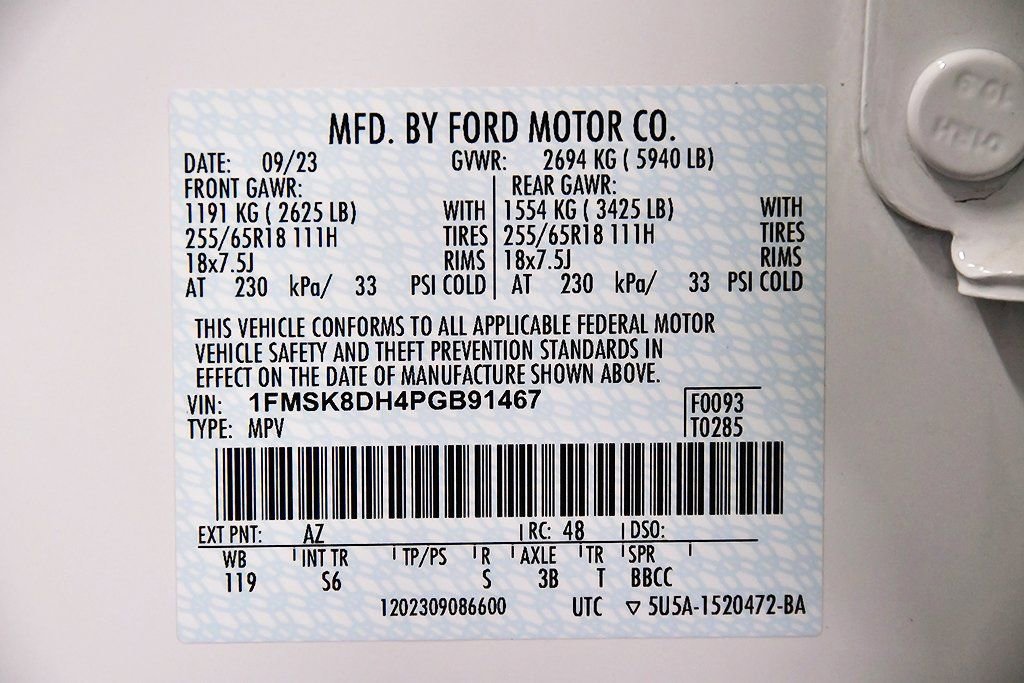 MFD. BY FORD MOTOR CO.
DATE: 09/23 GVWR: 2694 KG ( 5940 LB)
FRONT GAWR: REAR GAWR:
1191 KG ( 2625 LB) WITH 1554 KG ( 3425 LB) WITH
255/65R18 111H TIRES 255/65R18 111H TIRES
18x7.5J RIMS 18x7.5J RIMS
AT 230 kPa/ 33 PSI COLD AT 230 kPa/ 33 PSI COLD
THIS VEHICLE CONFORMS TO ALL APPLICABLE FEDERAL MOTOR
VEHICLE SAFETY AND THEFT PREVENTION STANDARDS IN
EFFECT ON THE DATE OF MANUFACTURE SHOWN ABOVE.
VIN: 1FMSK8DH4PGB91467 F0093
TYPE: MPV T0285
EXT PNT: AZ RC: 48 DSO:
WB INT TR TP/PS R AXLE TR SPR
119 S6 S 3B T BBCC
1202309086600 UTC ▽ 5U5A-1520472-BA